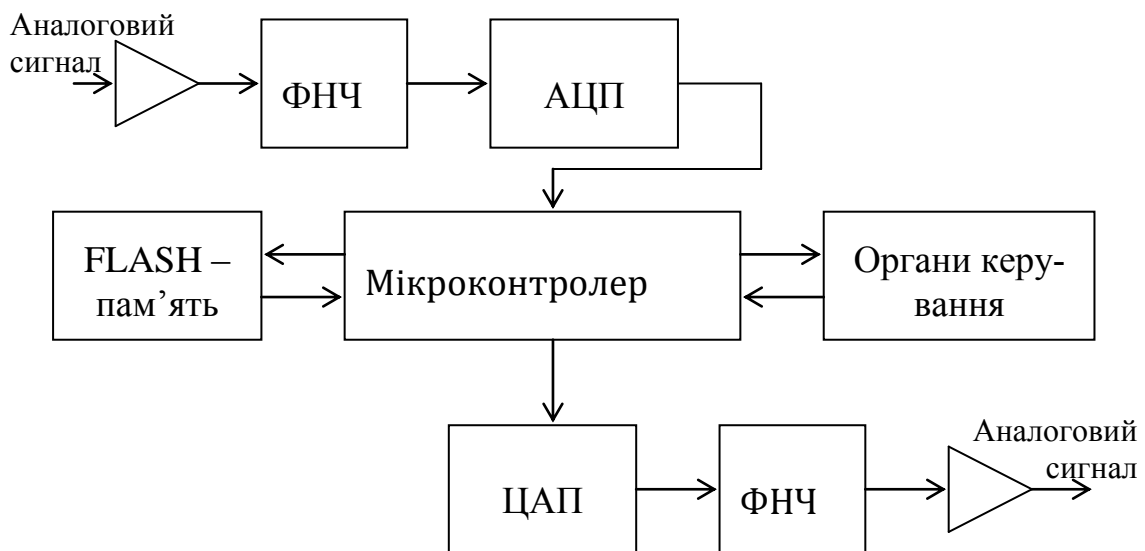 Аналоговий
сигнал
ФНЧ
АЦП
FLASH –
пам’ять
Мікроконтролер
Органи керу-
вання
ЦАП
ФНЧ
Аналоговий
сигнал